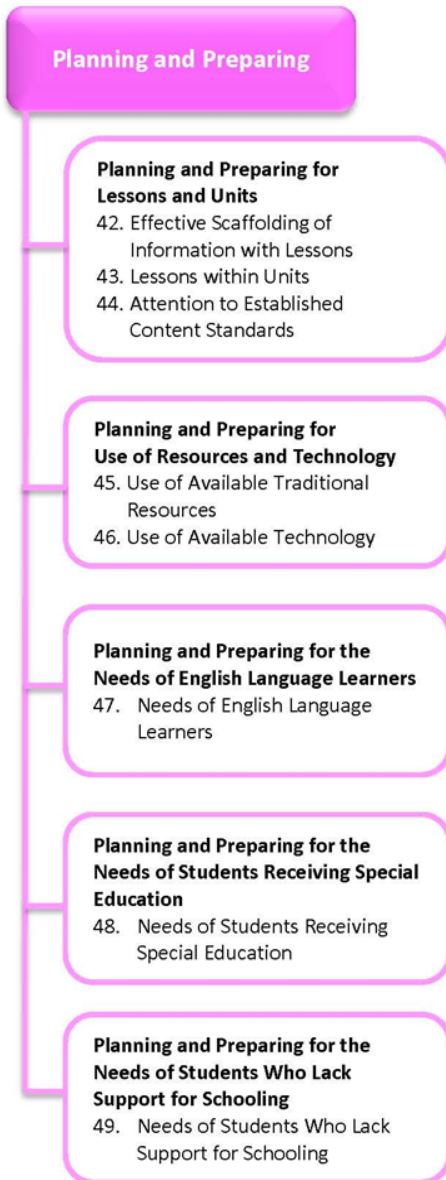 Planning and Preparing
Planning and Preparing for
Lessons and Units
42. Effective Scaffolding of
Information with Lessons
43. Lessons within Units
44. Attention to Established
Content Standards
Planning and Preparing for
Use of Resources and Technology
45. Use of Available Traditional
Resources
46. Use of Available Technology
Planning and Preparing for the
Needs of English Language Learners
47. Needs of English Language
Learners
Planning and Preparing for the
Needs of Students Receiving Special
Education
48. Needs of Students Receiving
Special Education
Planning and Preparing for the
Needs of Students Who Lack
Support for Schooling
49. Needs of Students Who Lack
Support for Schooling